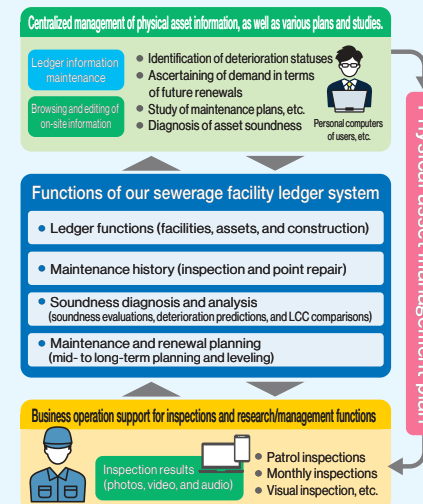 Centralized management of physical asset information, as well as various plans and studies.
Ledger information
maintenance
Browsing and editing of
on-site information
● Identification of deterioration statuses
● Ascertaining of demand in terms
of future renewals
● Study of maintenance plans, etc.
● Diagnosis of asset soundness
Personal computers
of users, etc.
Physical asset management plan
Functions of our sewerage facility ledger system
● Ledger functions (facilities, assets, and construction)
● Maintenance history (inspection and point repair)
● Soundness diagnosis and analysis
(soundness evaluations, deterioration predictions, and LCC comparisons)
● Maintenance and renewal planning
(mid- to long-term planning and leveling)
Business operation support for inspections and research/management functions
Inspection results
(photos, video, and audio)
● Patrol inspections
● Monthly inspections
● Visual inspection, etc.